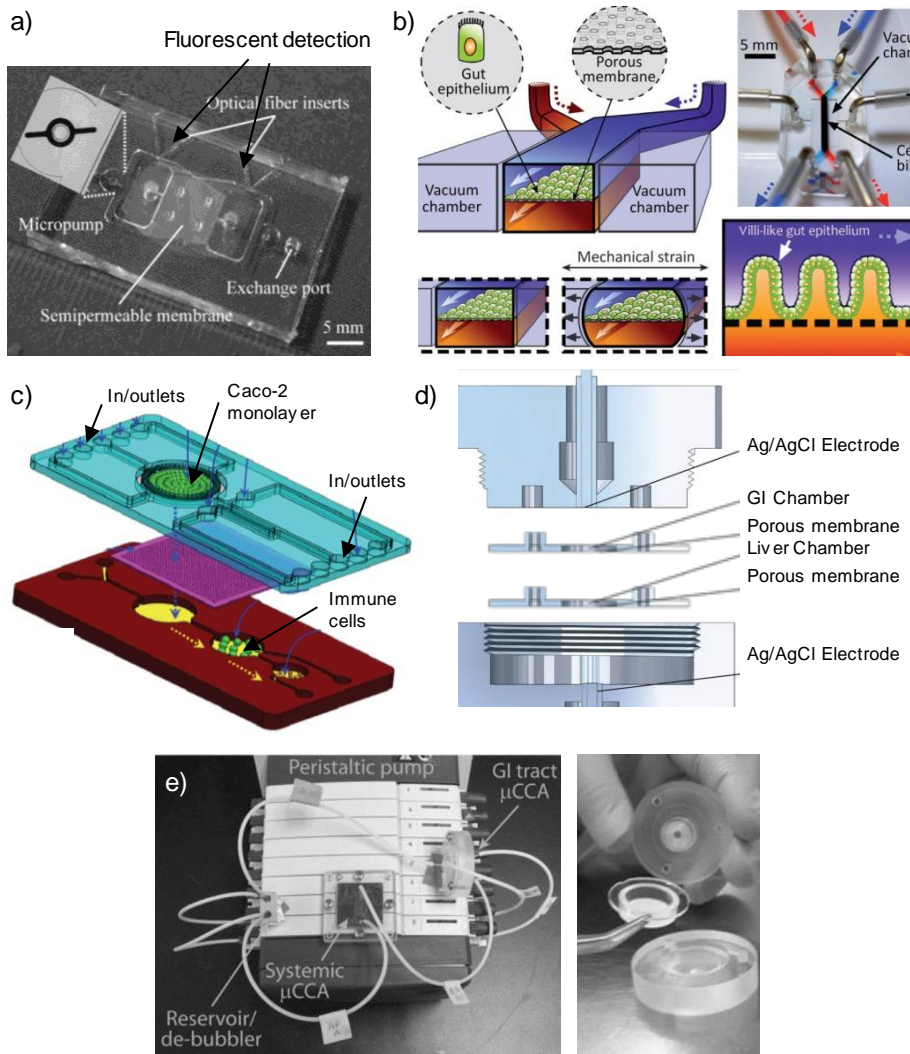 a)
Fluorescent detection
Optical fiber inserts
Micropump
Exchange port
Semipermeable membrane
5 mm
b)
Gut
epithelium
Porous
membrane
Vacuum
chamber
Vacuum
chamber
5 mm
Mechanical strain
Villi-like gut epithelium
c)
In/outlets
Caco-2
monolayer
In/outlets
Immune
cells
d)
Ag/AgCl Electrode
GI Chamber
Porous membrane
Liver Chamber
Porous membrane
Ag/AgCl Electrode
e)
Peristaltic pump
GI tract
µCCA
Systemic
µCCA
Reservoir/
de-bubbler